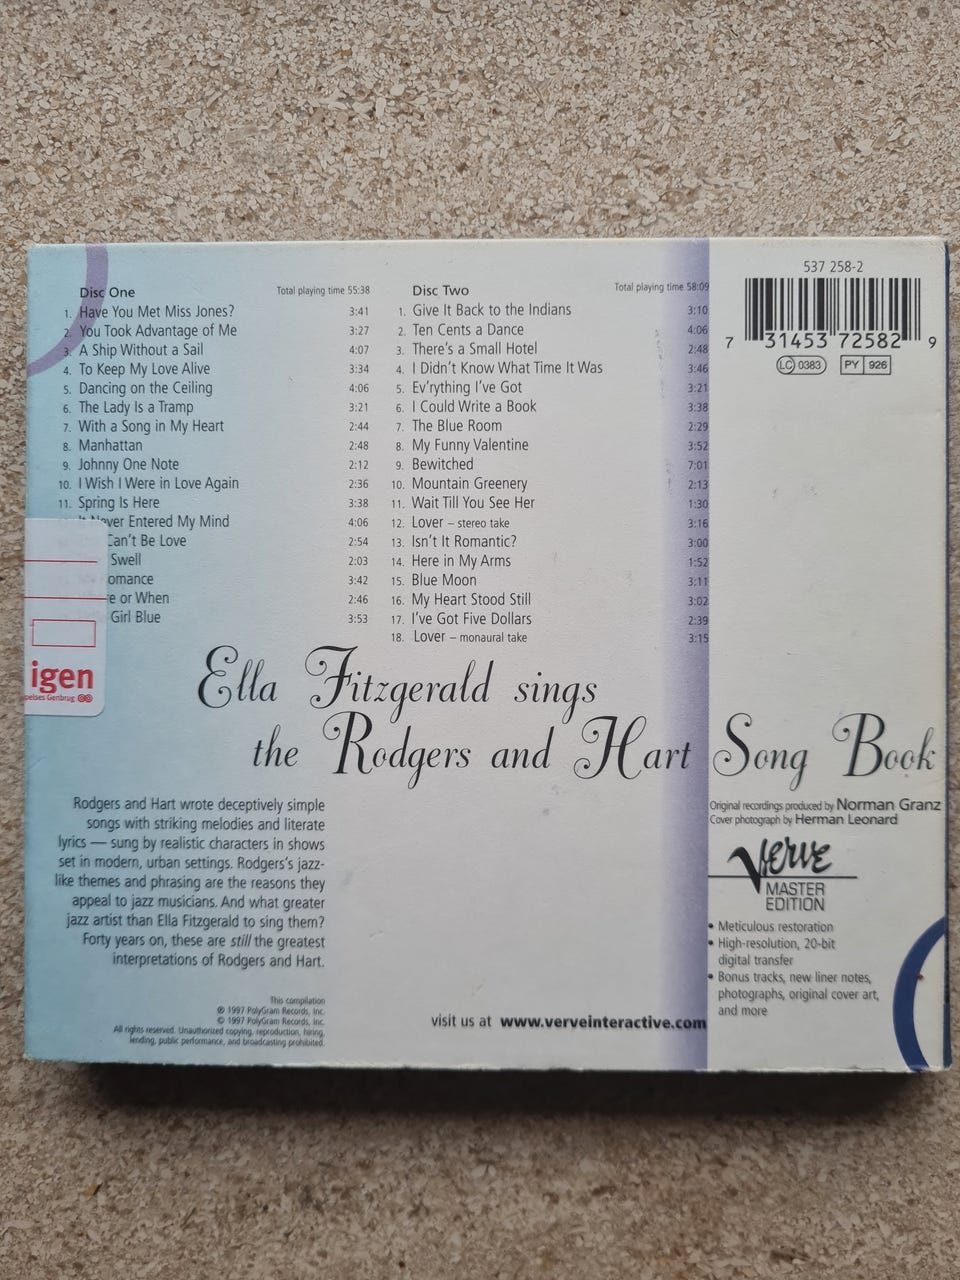 Disc One Total playing time 55:38
1. Have You Met Miss Jones? 3:41
2. You Took Advantage of Me 3:27
3. A Ship Without a Sail 4:07
4. To Keep My Love Alive 3:34
5. Dancing on the Ceiling 4:06
6. The Lady Is a Tramp 3:21
7. With a Song in My Heart 2:44
8. Manhattan 2:48
9. Johnny One Note 2:12
10. I Wish I Were in Love Again 2:36
11. Spring Is Here 3:38
It Never Entered My Mind 4:06
Can't Be Love 2:54
Swell 2:03
omance 3:42
re or When 2:46
Girl Blue 3:53
Disc Two Total playing time 58:09
1. Give It Back to the Indians 3:10
2. Ten Cents a Dance 4:06
3. There's a Small Hotel 2:48
4. I Didn't Know What Time It Was 3:46
5. Ev'rything I've Got 3:21
6. I Could Write a Book 3:38
7. The Blue Room 2:29
8. My Funny Valentine 3:52
9. Bewitched 7:01
10. Mountain Greenery 2:13
11. Wait Till You See Her 1:30
12. Lover – stereo take 3:16
13. Isn't It Romantic? 3:00
14. Here in My Arms 1:52
15. Blue Moon 3:11
16. My Heart Stood Still 3:02
17. I've Got Five Dollars 2:39
18. Lover – monaural take 3:15
537 258-2
7 31453 72582 9
LC 0383 PY 926
igen
pelses Genbrug
Ella Fitzgerald sings
the Rodgers and Hart Song Book
Rodgers and Hart wrote deceptively simple
songs with striking melodies and literate
lyrics — sung by realistic characters in shows
set in modern, urban settings. Rodgers's jazz-
like themes and phrasing are the reasons they
appeal to jazz musicians. And what greater
jazz artist than Ella Fitzgerald to sing them?
Forty years on, these are still the greatest
interpretations of Rodgers and Hart.
This compilation
℗ 1997 PolyGram Records, Inc.
© 1997 PolyGram Records, Inc.
All rights reserved. Unauthorized copying, reproduction, hiring,
lending, public performance, and broadcasting prohibited.
visit us at www.verveinteractive.com
Original recordings produced by Norman Granz
Cover photograph by Herman Leonard
Verve
MASTER
EDITION
• Meticulous restoration
• High-resolution, 20-bit
digital transfer
• Bonus tracks, new liner notes,
photographs, original cover art,
and more